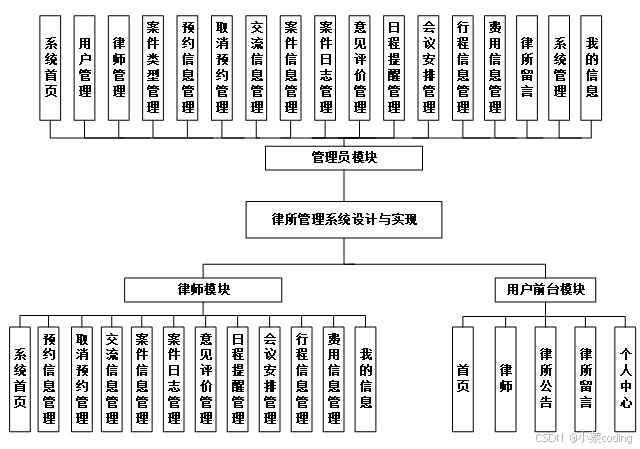 系统首页
用户管理
律师管理
案件类型管理
预约信息管理
取消预约管理
交流信息管理
案件信息管理
案件日志管理
意见评价管理
日程提醒管理
会议安排管理
行程信息管理
费用信息管理
律所留言
系统管理
我的信息
管理员模块
律所管理系统设计与实现
律师模块
用户前台模块
系统首页
预约信息管理
取消预约管理
交流信息管理
案件信息管理
案件日志管理
意见评价管理
日程提醒管理
会议安排管理
行程信息管理
费用信息管理
我的信息
首页
律师
律所公告
律所留言
个人中心
CSDN @小蒜coding